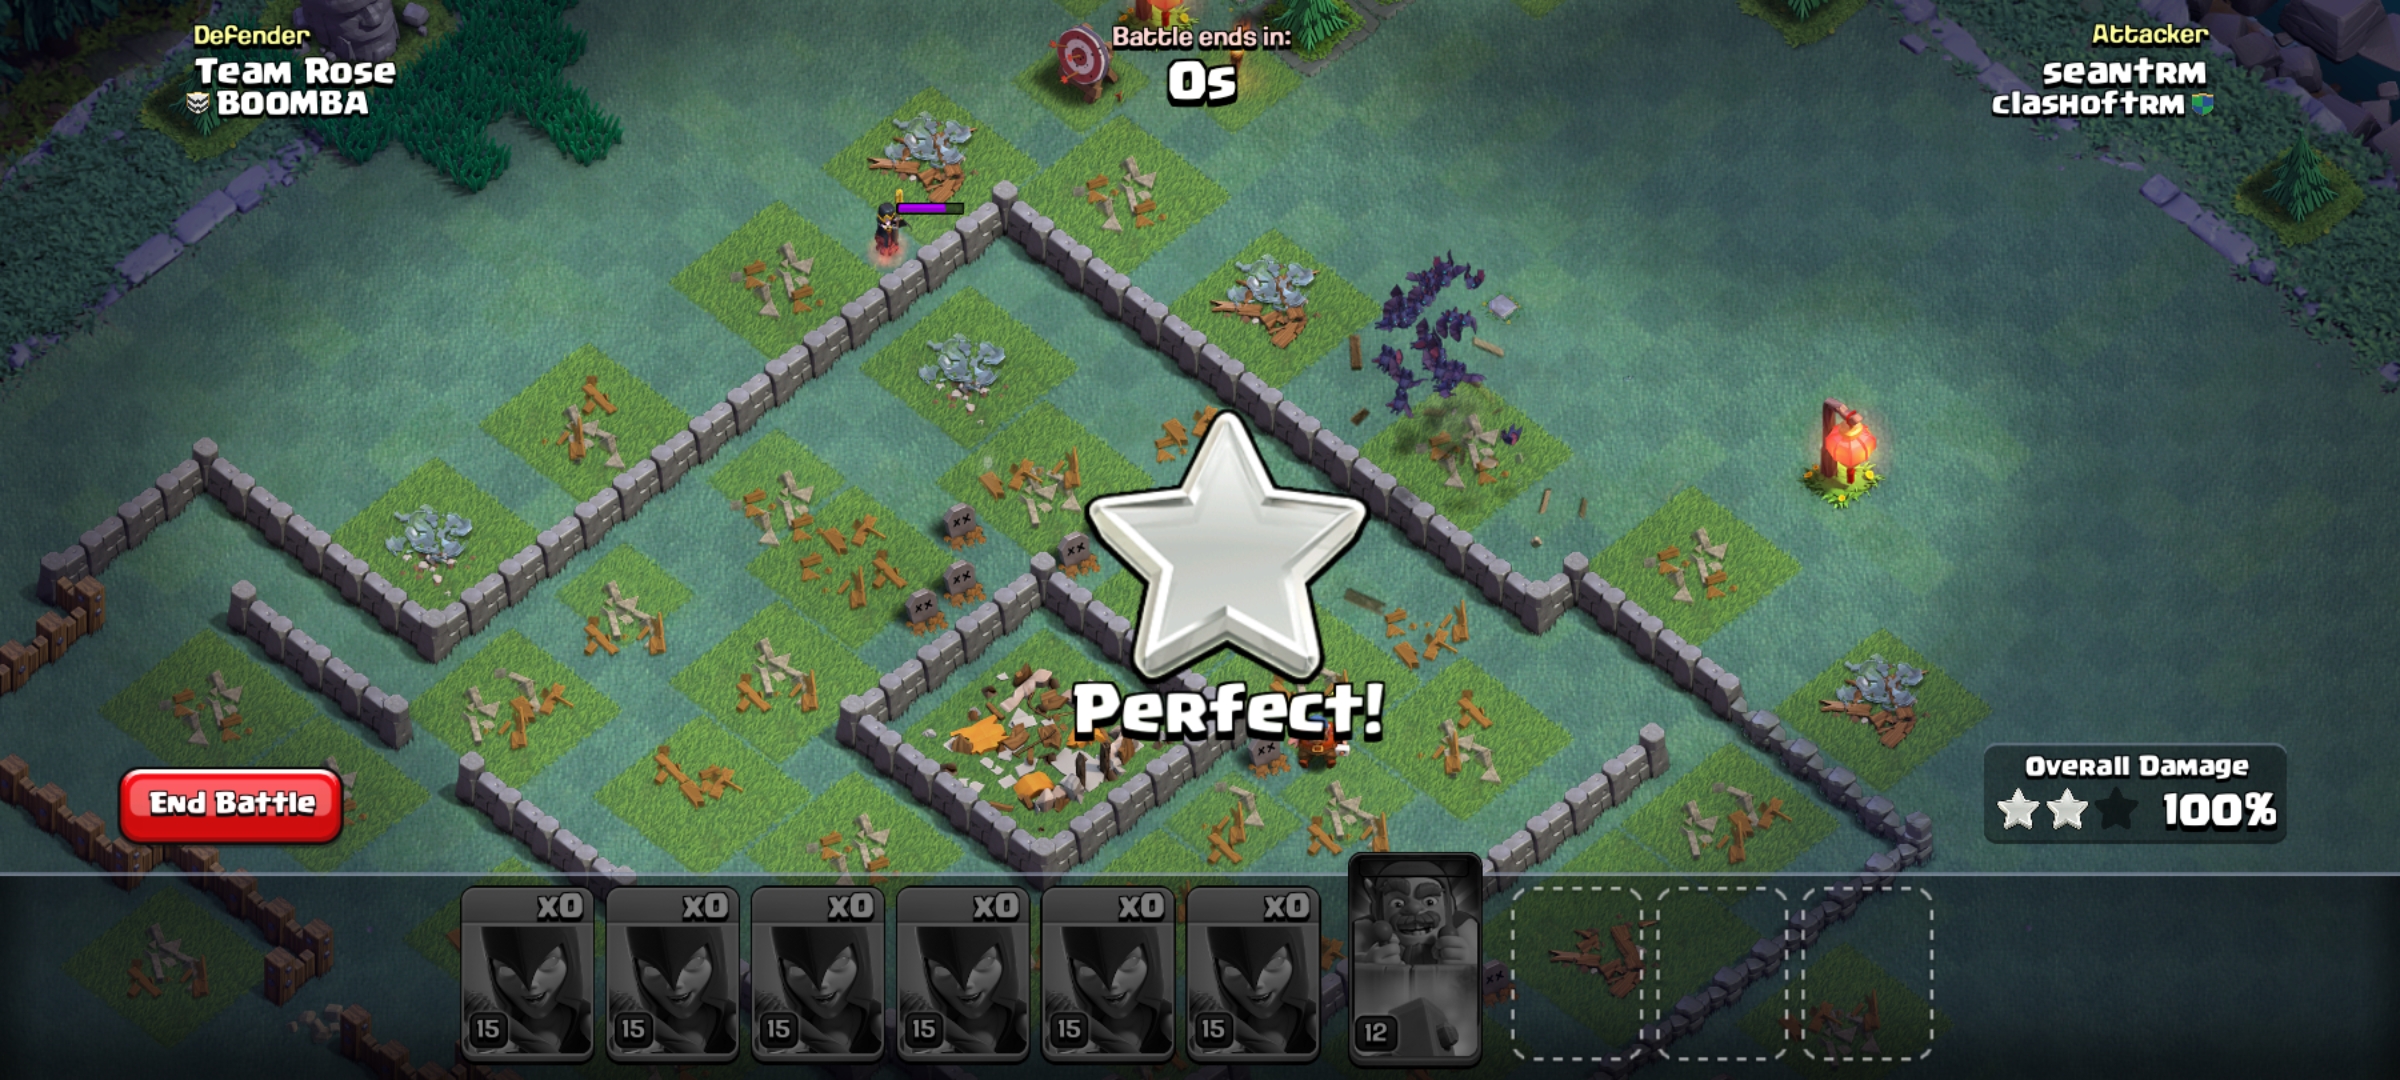 Defender
Team Rose
BOOMBA
Battle ends in:
0s
Attacker
seantRM
clashoftRM
Perfect!
End Battle
Overall Damage
100%
x0
x0
x0
x0
x0
x0
15
15
15
15
15
15
12